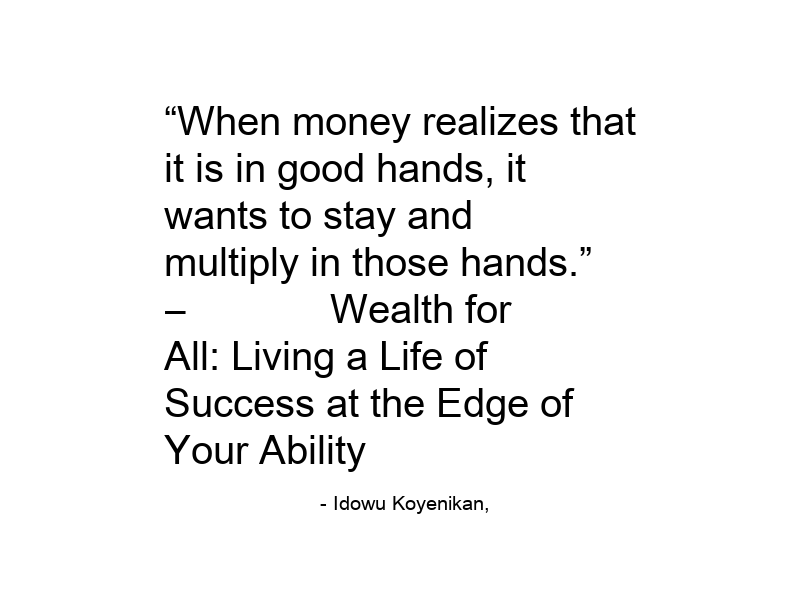 “When money realizes that
it is in good hands, it
wants to stay and
multiply in those hands.”
– Wealth for
All: Living a Life of
Success at the Edge of
Your Ability
- Idowu Koyenikan,